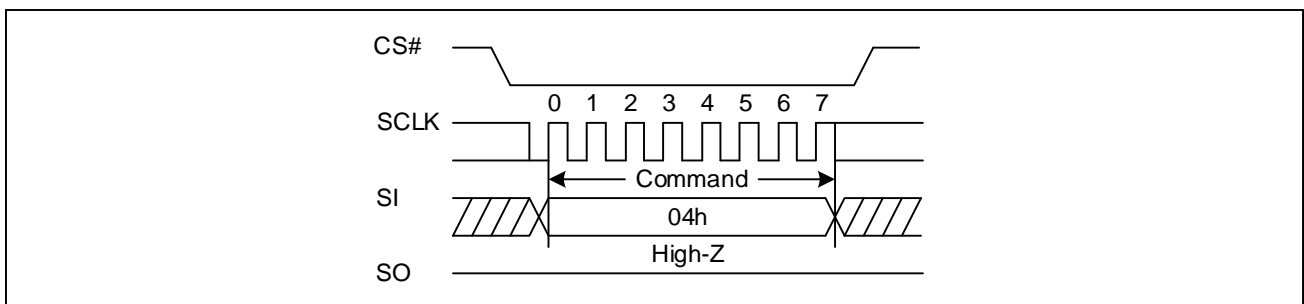 CS#
0 1 2 3 4 5 6 7
SCLK
Command
SI
04h
High-Z
SO